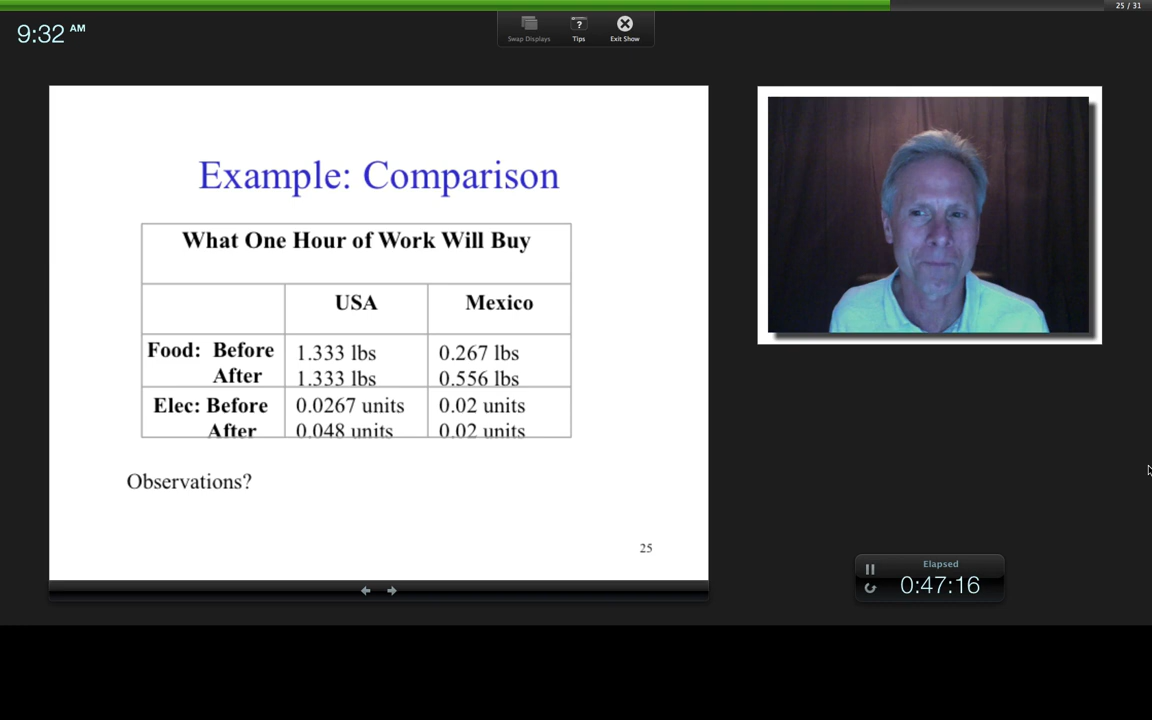 25 / 31
9:32 AM
Swap Displays
Tips
Exit Show
Example: Comparison
What One Hour of Work Will Buy
USA Mexico
Food: Before 1.333 lbs 0.267 lbs
After 1.333 lbs 0.556 lbs
Elec: Before 0.0267 units 0.02 units
After 0.048 units 0.02 units
Observations?
25
Elapsed
0:47:16